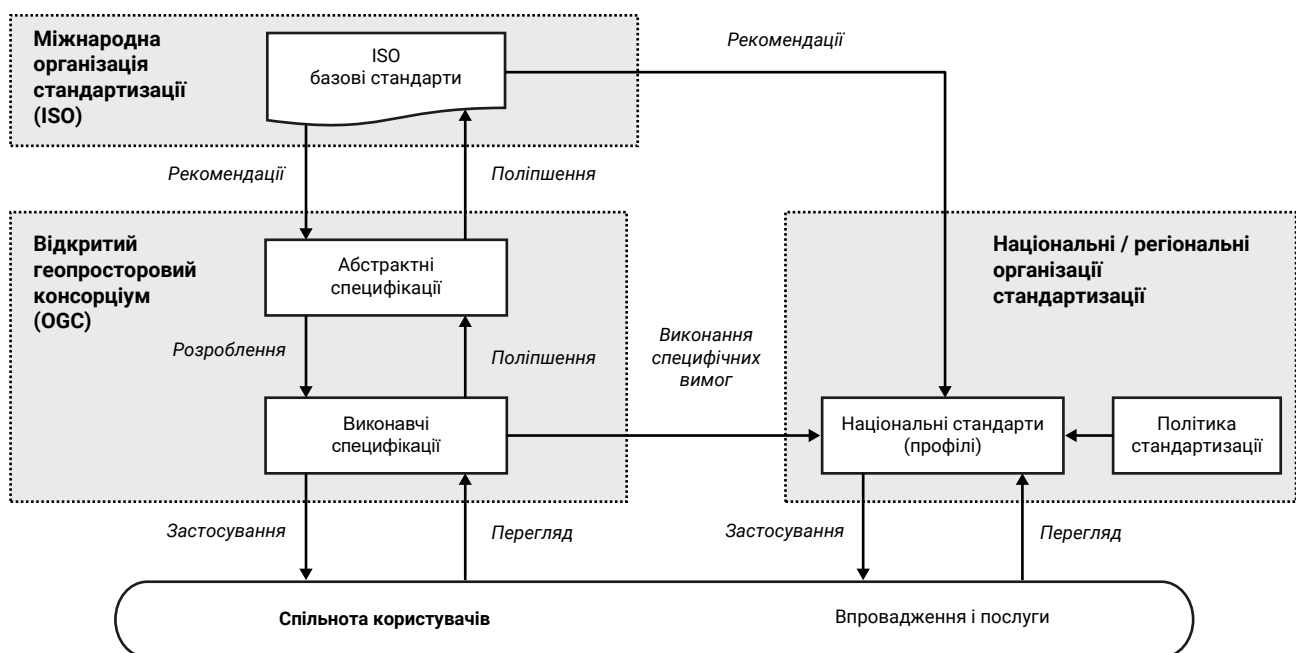 Міжнародна
організація
стандартизації
(ISO)
ISO
базові стандарти
Рекомендації
Рекомендації
Поліпшення
Відкритий
геопросторовий
консорціум
(OGC)
Абстрактні
специфікації
Національні / регіональні
організації
стандартизації
Розроблення
Поліпшення
Виконання
специфічних
вимог
Виконавчі
специфікації
Національні стандарти
(профілі)
Політика
стандартизації
Застосування
Перегляд
Застосування
Перегляд
Спільнота користувачів
Впровадження і послуги